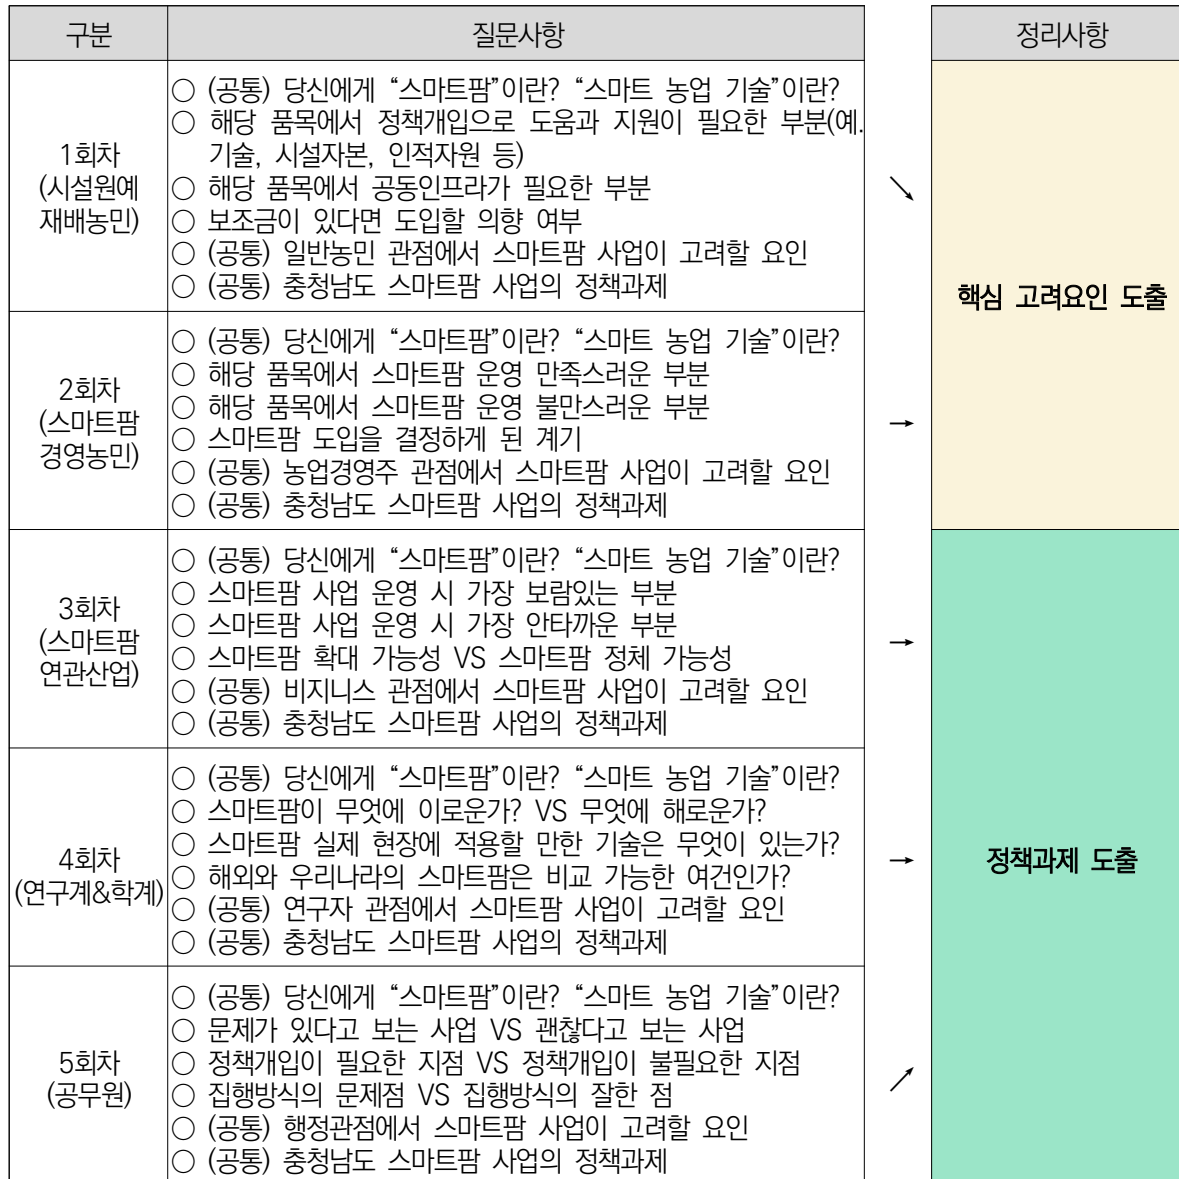 구분
질문사항
정리사항
1회차
(시설원예
재배농민)
○ (공통) 당신에게 “스마트팜”이란? “스마트 농업 기술”이란?
○ 해당 품목에서 정책개입으로 도움과 지원이 필요한 부분(예.
기술, 시설자본, 인적자원 등)
○ 해당 품목에서 공동인프라가 필요한 부분
○ 보조금이 있다면 도입할 의향 여부
○ (공통) 일반농민 관점에서 스마트팜 사업이 고려할 요인
○ (공통) 충청남도 스마트팜 사업의 정책과제
↘
핵심 고려요인 도출
2회차
(스마트팜
경영농민)
○ (공통) 당신에게 “스마트팜”이란? “스마트 농업 기술”이란?
○ 해당 품목에서 스마트팜 운영 만족스러운 부분
○ 해당 품목에서 스마트팜 운영 불만스러운 부분
○ 스마트팜 도입을 결정하게 된 계기
○ (공통) 농업경영주 관점에서 스마트팜 사업이 고려할 요인
○ (공통) 충청남도 스마트팜 사업의 정책과제
→
3회차
(스마트팜
연관산업)
○ (공통) 당신에게 “스마트팜”이란? “스마트 농업 기술”이란?
○ 스마트팜 사업 운영 시 가장 보람있는 부분
○ 스마트팜 사업 운영 시 가장 안타까운 부분
○ 스마트팜 확대 가능성 VS 스마트팜 정체 가능성
○ (공통) 비지니스 관점에서 스마트팜 사업이 고려할 요인
○ (공통) 충청남도 스마트팜 사업의 정책과제
→
4회차
(연구계&학계)
○ (공통) 당신에게 “스마트팜”이란? “스마트 농업 기술”이란?
○ 스마트팜이 무엇에 이로운가? VS 무엇에 해로운가?
○ 스마트팜 실제 현장에 적용할 만한 기술은 무엇이 있는가?
○ 해외와 우리나라의 스마트팜은 비교 가능한 여건인가?
○ (공통) 연구자 관점에서 스마트팜 사업이 고려할 요인
○ (공통) 충청남도 스마트팜 사업의 정책과제
→
정책과제 도출
5회차
(공무원)
○ (공통) 당신에게 “스마트팜”이란? “스마트 농업 기술”이란?
○ 문제가 있다고 보는 사업 VS 괜찮다고 보는 사업
○ 정책개입이 필요한 지점 VS 정책개입이 불필요한 지점
○ 집행방식의 문제점 VS 집행방식의 잘한 점
○ (공통) 행정관점에서 스마트팜 사업이 고려할 요인
○ (공통) 충청남도 스마트팜 사업의 정책과제
↗